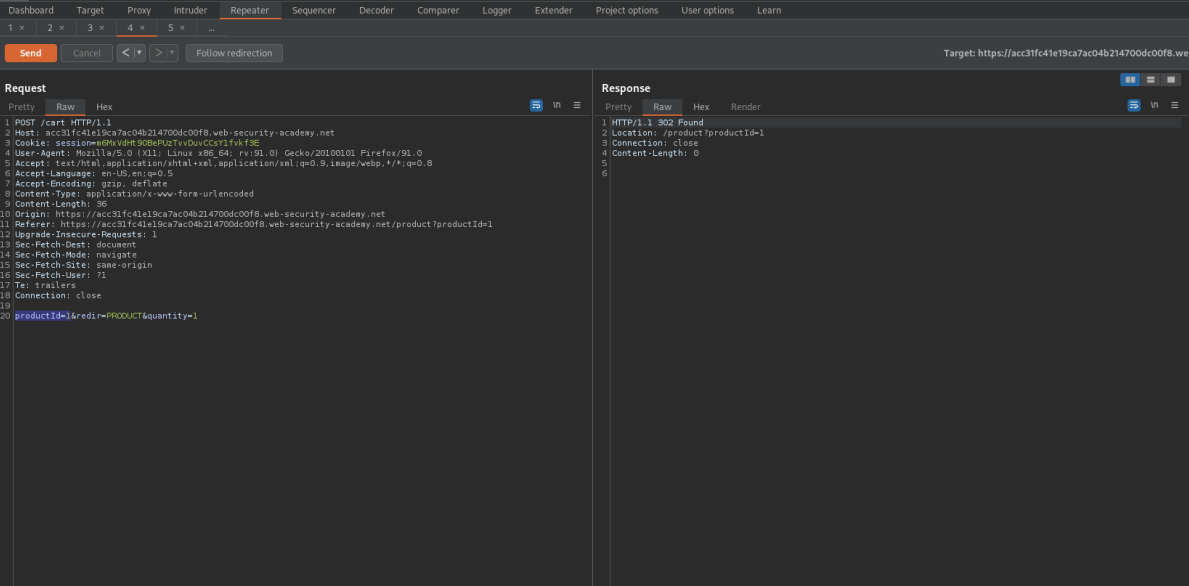 Dashboard Target Proxy Intruder Repeater Sequencer Decoder Comparer Logger Extender Project options User options Learn
1 × 2 × 3 × 4 × 5 × ...
Send Cancel < > Follow redirection Target: https://acc31fc41e19ca7ac04b214700dc00f8.we
Request
Pretty Raw Hex \n
1 POST /cart HTTP/1.1
2 Host: acc31fc41e19ca7ac04b214700dc00f8.web-security-academy.net
3 Cookie: session=m6MxVdHt9OBePUzTvvDuvCCsY1fvkf3E
4 User-Agent: Mozilla/5.0 (X11; Linux x86_64; rv:91.0) Gecko/20100101 Firefox/91.0
5 Accept: text/html,application/xhtml+xml,application/xml;q=0.9,image/webp,*/*;q=0.8
6 Accept-Language: en-US,en;q=0.5
7 Accept-Encoding: gzip, deflate
8 Content-Type: application/x-www-form-urlencoded
9 Content-Length: 36
10 Origin: https://acc31fc41e19ca7ac04b214700dc00f8.web-security-academy.net
11 Referer: https://acc31fc41e19ca7ac04b214700dc00f8.web-security-academy.net/product?productId=1
12 Upgrade-Insecure-Requests: 1
13 Sec-Fetch-Dest: document
14 Sec-Fetch-Mode: navigate
15 Sec-Fetch-Site: same-origin
16 Sec-Fetch-User: ?1
17 Te: trailers
18 Connection: close
19
20 productId=1&redir=PRODUCT&quantity=1
Response
Pretty Raw Hex Render \n
1 HTTP/1.1 302 Found
2 Location: /product?productId=1
3 Connection: close
4 Content-Length: 0
5
6